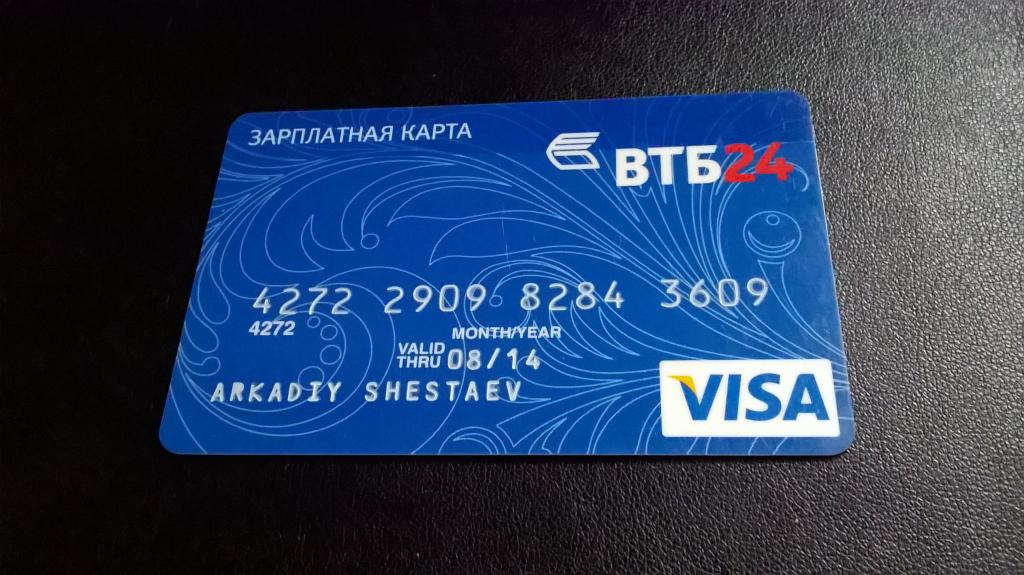 ЗАРПЛАТНАЯ КАРТА
ВТБ24
4272 2909 8284 3609
4272
MONTH/YEAR
VALID THRU 08/14
ARKADIY SHESTAEV
VISA